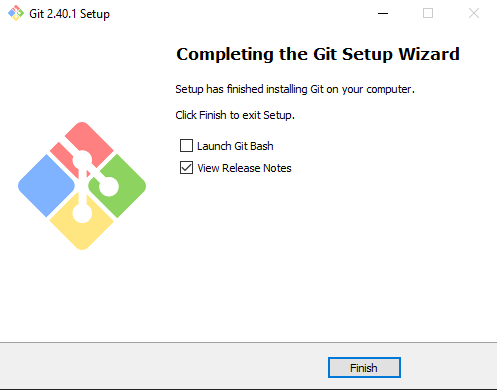 Git 2.40.1 Setup
Completing the Git Setup Wizard
Setup has finished installing Git on your computer.
Click Finish to exit Setup.
Launch Git Bash
View Release Notes
Finish